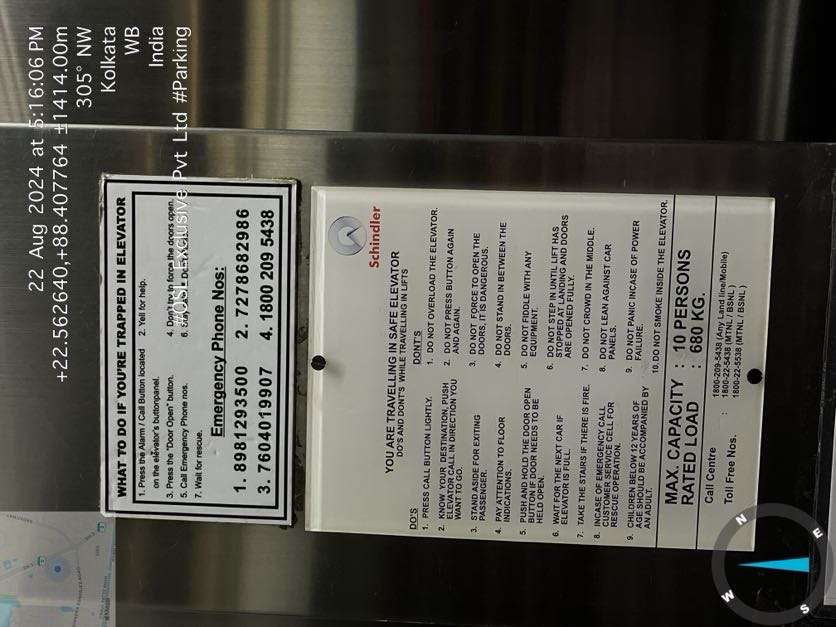 22 Aug 2024 at 5:16:06 PM
+22.562640,+88.407764 ±1414.00m
305° NW
Kolkata
WB
India
Pvt Ltd #Parking
WHAT TO DO IF YOU'RE TRAPPED IN ELEVATOR
1. Press the Alarm / Call Button located on the elevator's buttonpanel.
2. Yell for help.
3. Press the "Door Open" button.
4. Don't try to force the doors open.
5. Call Emergency Phone nos.
6.
7. Wait for rescue.
Emergency Phone Nos:
1. 8981293500 2. 7278682986
3. 7604019907 4. 1800 209 5438
Schindler
YOU ARE TRAVELLING IN SAFE ELEVATOR
DO'S AND DONT'S WHILE TRAVELLING IN LIFTS
DO'S
1. PRESS CALL BUTTON LIGHTLY.
2. KNOW YOUR DESTINATION, PUSH
ELEVATOR CALL IN DIRECTION YOU
WANT TO GO.
3. STAND ASIDE FOR EXITING
PASSENGER.
4. PAY ATTENTION TO FLOOR
INDICATIONS.
5. PUSH AND HOLD THE DOOR OPEN
BUTTON IF DOOR NEEDS TO BE
HELD OPEN.
6. WAIT FOR THE NEXT CAR IF
ELEVATOR IS FULL.
7. TAKE THE STAIRS IF THERE IS FIRE.
8. INCASE OF EMERGENCY CALL
CUSTOMER SERVICE CELL FOR
RESCUE OPERATION.
9. CHILDREN BELOW 12 YEARS OF
AGE SHOULD BE ACCOMPANIED BY
AN ADULT.
DONT'S
1. DO NOT OVERLOAD THE ELEVATOR.
2. DO NOT PRESS BUTTON AGAIN
AND AGAIN.
3. DO NOT FORCE TO OPEN THE
DOORS, IT IS DANGEROUS.
4. DO NOT STAND IN BETWEEN THE
DOORS.
5. DO NOT FIDDLE WITH ANY
EQUIPMENT.
6. DO NOT STEP IN UNTIL LIFT HAS
STOPPED AT LANDING AND DOORS
ARE OPENED FULLY.
7. DO NOT CROWD IN THE MIDDLE.
8. DO NOT LEAN AGAINST CAR
PANELS.
9. DO NOT PANIC INCASE OF POWER
FAILURE.
10. DO NOT SMOKE INSIDE THE ELEVATOR.
MAX. CAPACITY : 10 PERSONS
RATED LOAD : 680 KG.
Call Centre
Toll Free Nos. :
1800-209-5438 (Any Land line/Mobile)
1800-22-5438 (MTNL / BSNL)
1800-22-5538 (MTNL / BSNL)
N
E
S
W